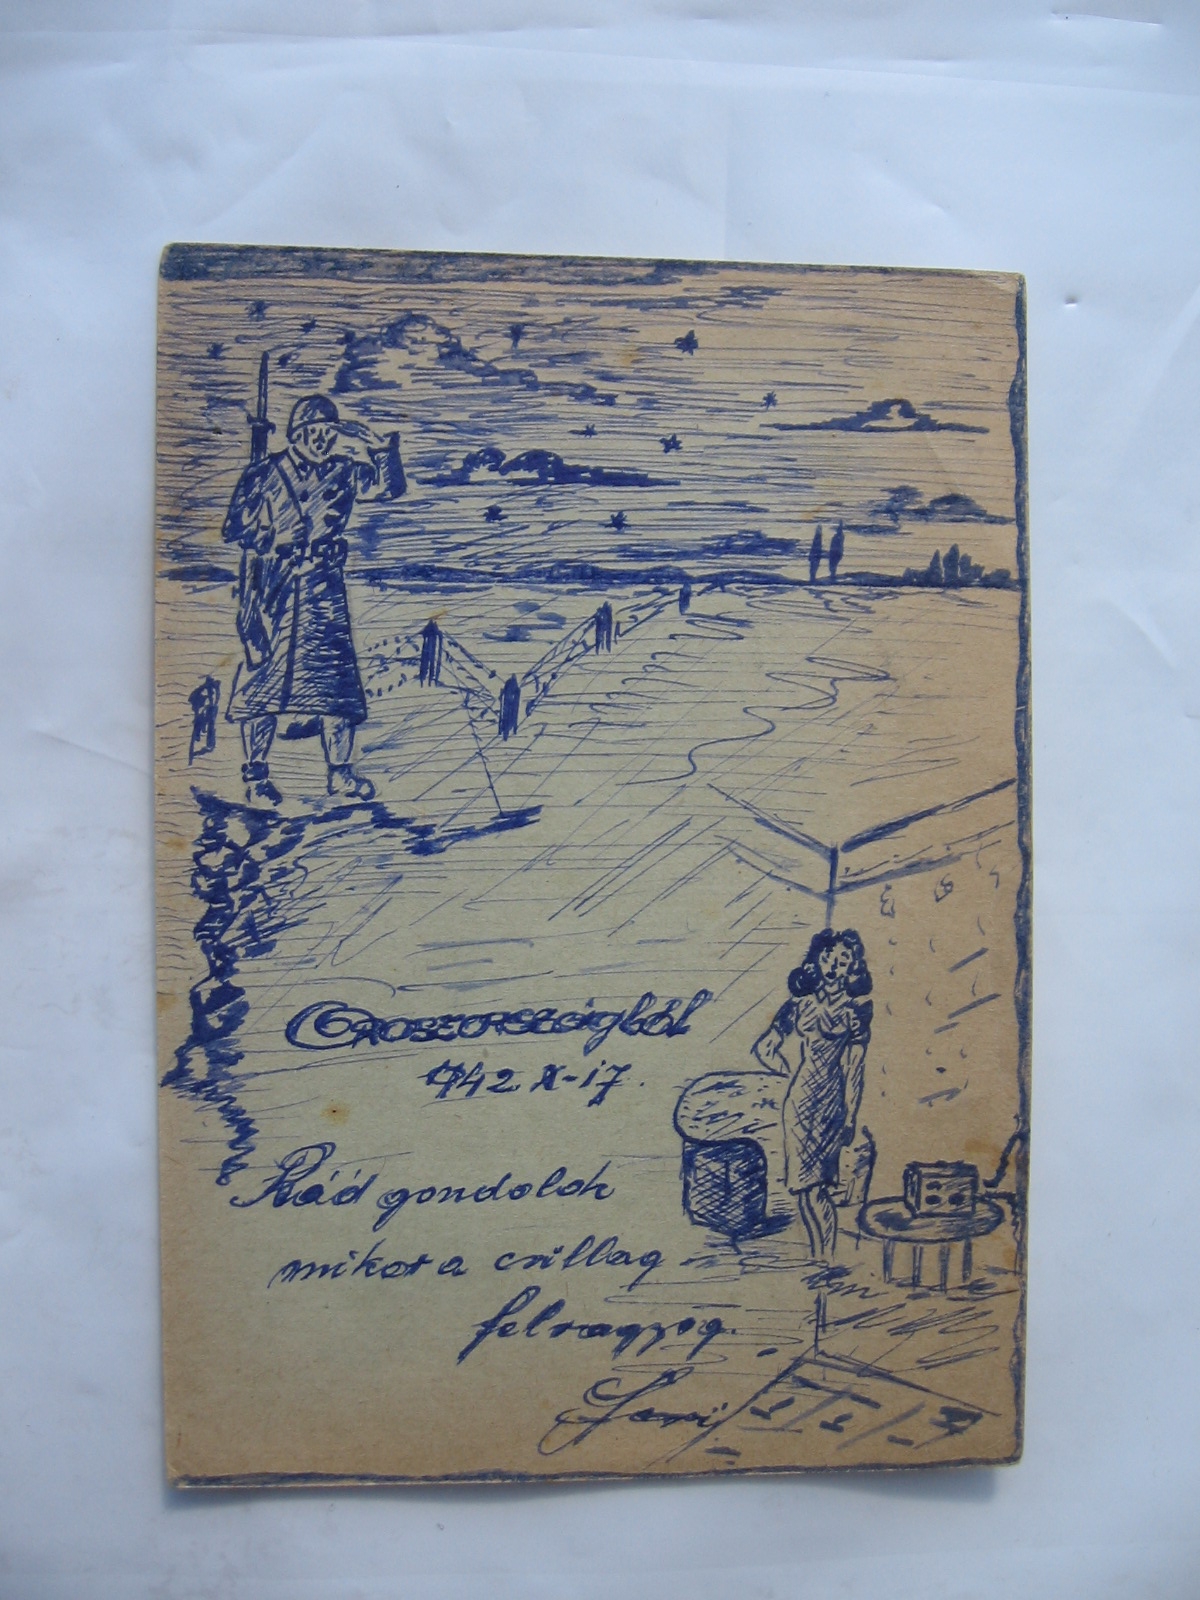 Oroszországból
942 X-17.
Rád gondolok
mikor a csillag
felragyog.